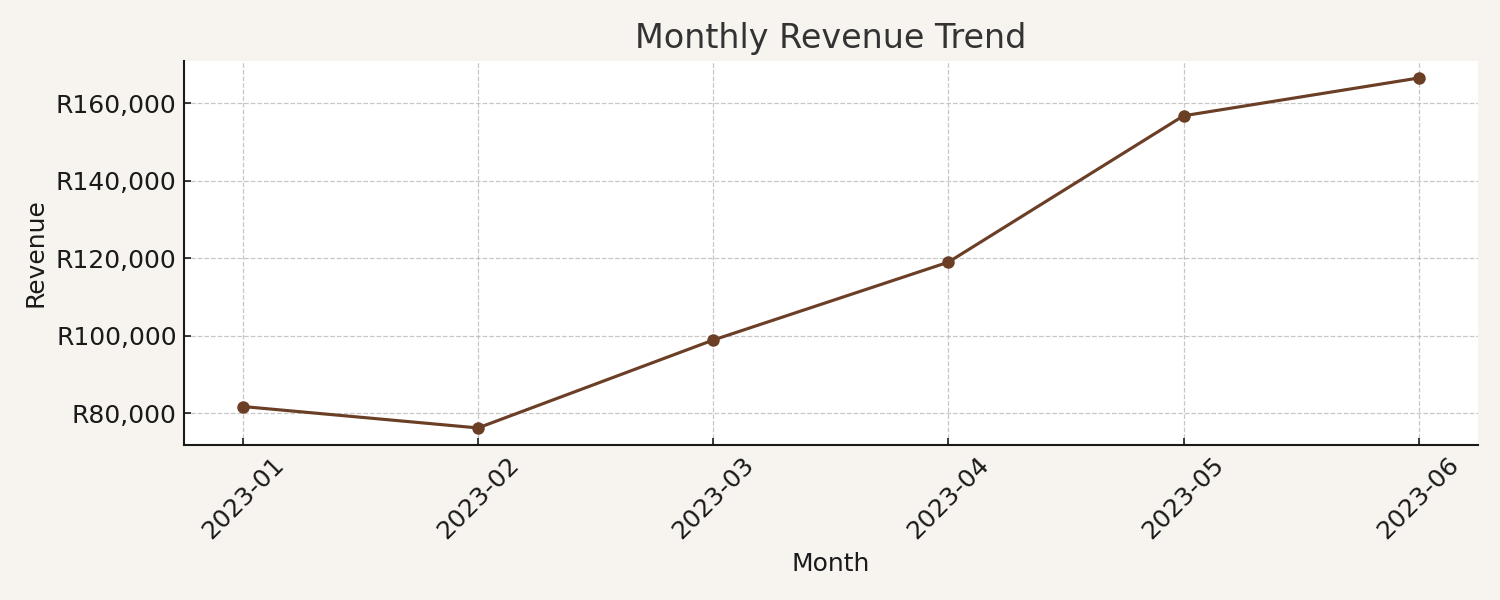 Monthly Revenue Trend
Revenue
R160,000
R140,000
R120,000
R100,000
R80,000
2023-01
2023-02
2023-03
2023-04
2023-05
2023-06
Month